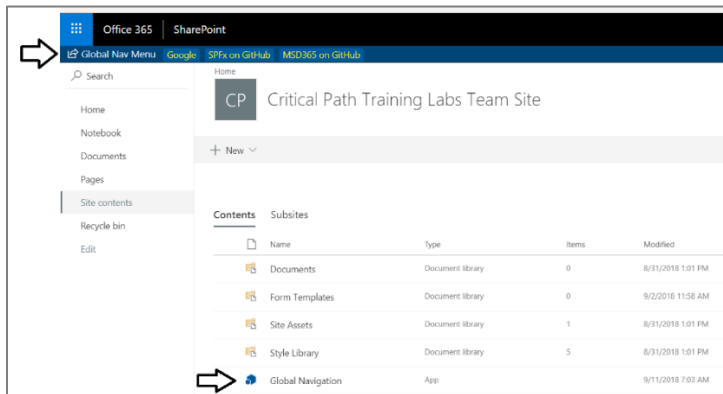 Office 365 SharePoint
Global Nav Menu Google SPFx on GitHub MSD365 on GitHub
Search
Home
Notebook
Documents
Pages
Site contents
Recycle bin
Edit
Home
CP Critical Path Training Labs Team Site
New
Contents Subsites
Name Type Items Modified
Documents Document library 0 8/31/2018 1:01 PM
Form Templates Document library 0 9/2/2018 11:58 AM
Site Assets Document library 1 8/31/2018 1:01 PM
Style Library Document library 5 8/31/2018 1:01 PM
Global Navigation App 9/11/2018 7:03 AM